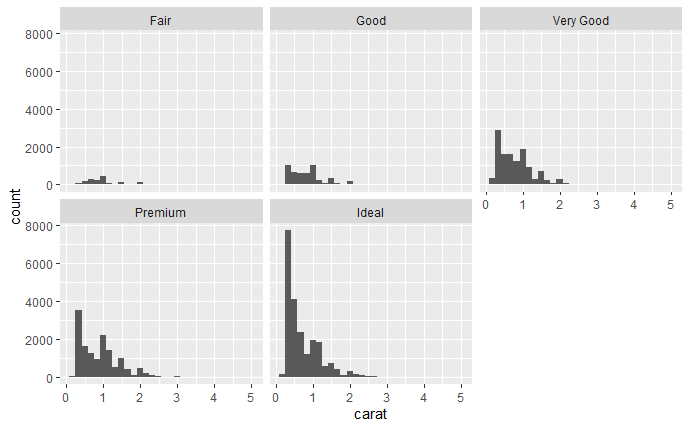 Fair Good Very Good
8000
6000
4000
2000
0
0 1 2 3 4 5
count
Premium Ideal
8000
6000
4000
2000
0
0 1 2 3 4 5 0 1 2 3 4 5
carat